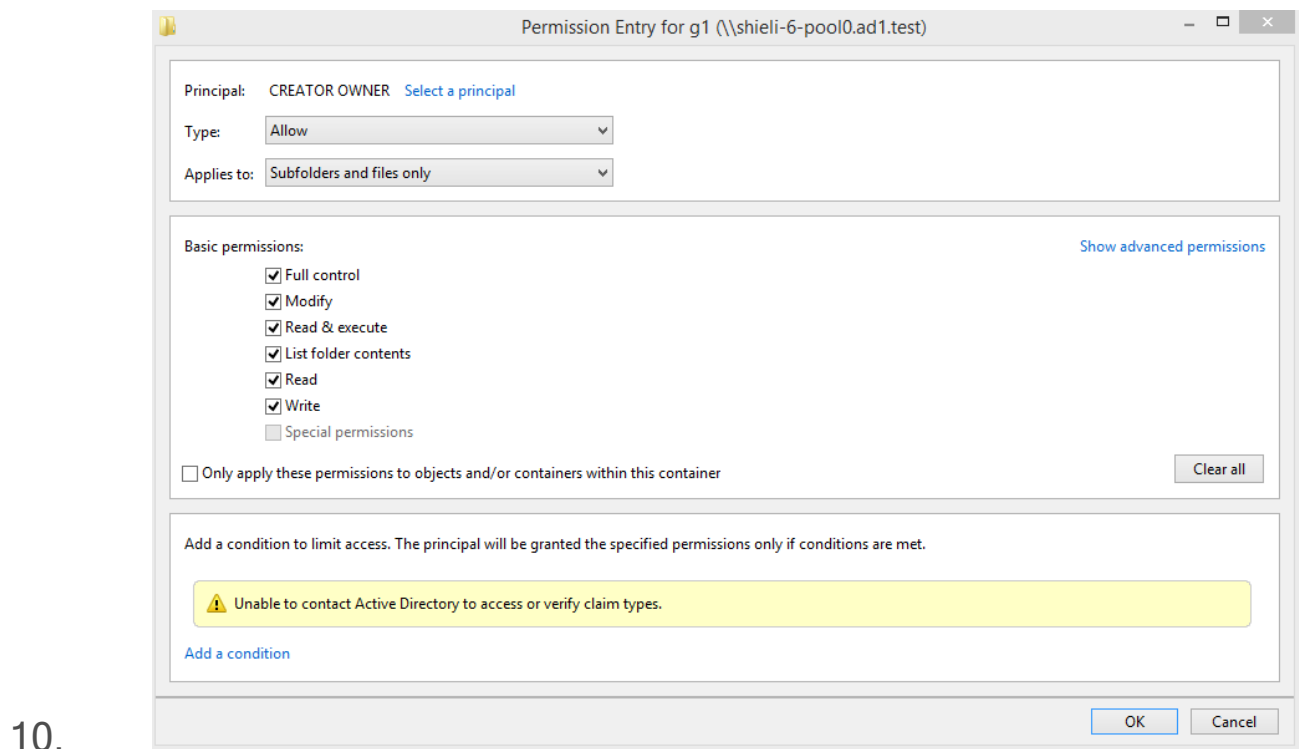 Permission Entry for g1 (\\shieli-6-pool0.ad1.test)
Principal: CREATOR OWNER Select a principal
Type: Allow
Applies to: Subfolders and files only
Basic permissions: Show advanced permissions
Full control
Modify
Read & execute
List folder contents
Read
Write
Special permissions
Only apply these permissions to objects and/or containers within this container Clear all
Add a condition to limit access. The principal will be granted the specified permissions only if conditions are met.
Unable to contact Active Directory to access or verify claim types.
Add a condition
OK Cancel
10.